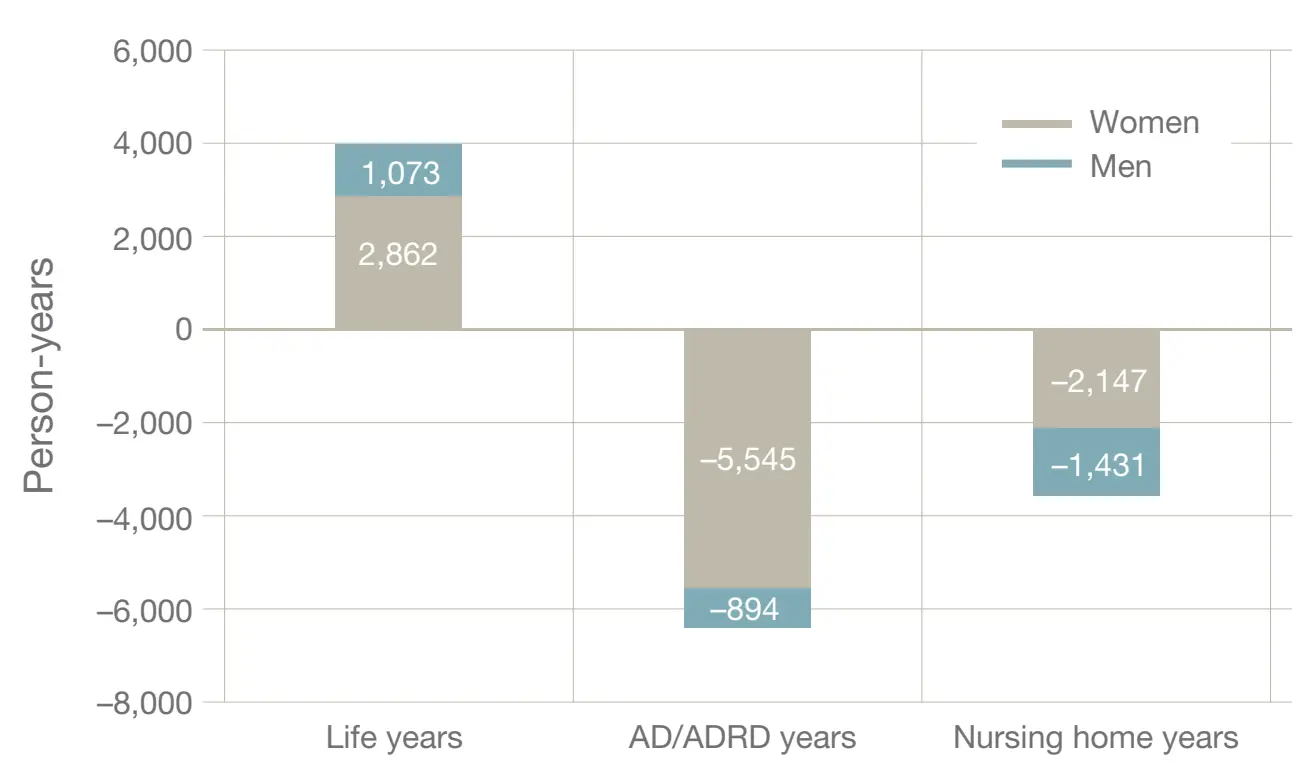 6,000
4,000
2,000
0
–2,000
–4,000
–6,000
–8,000
Person-years
Women
Men
1,073
2,862
–5,545
–894
–2,147
–1,431
Life years
AD/ADRD years
Nursing home years